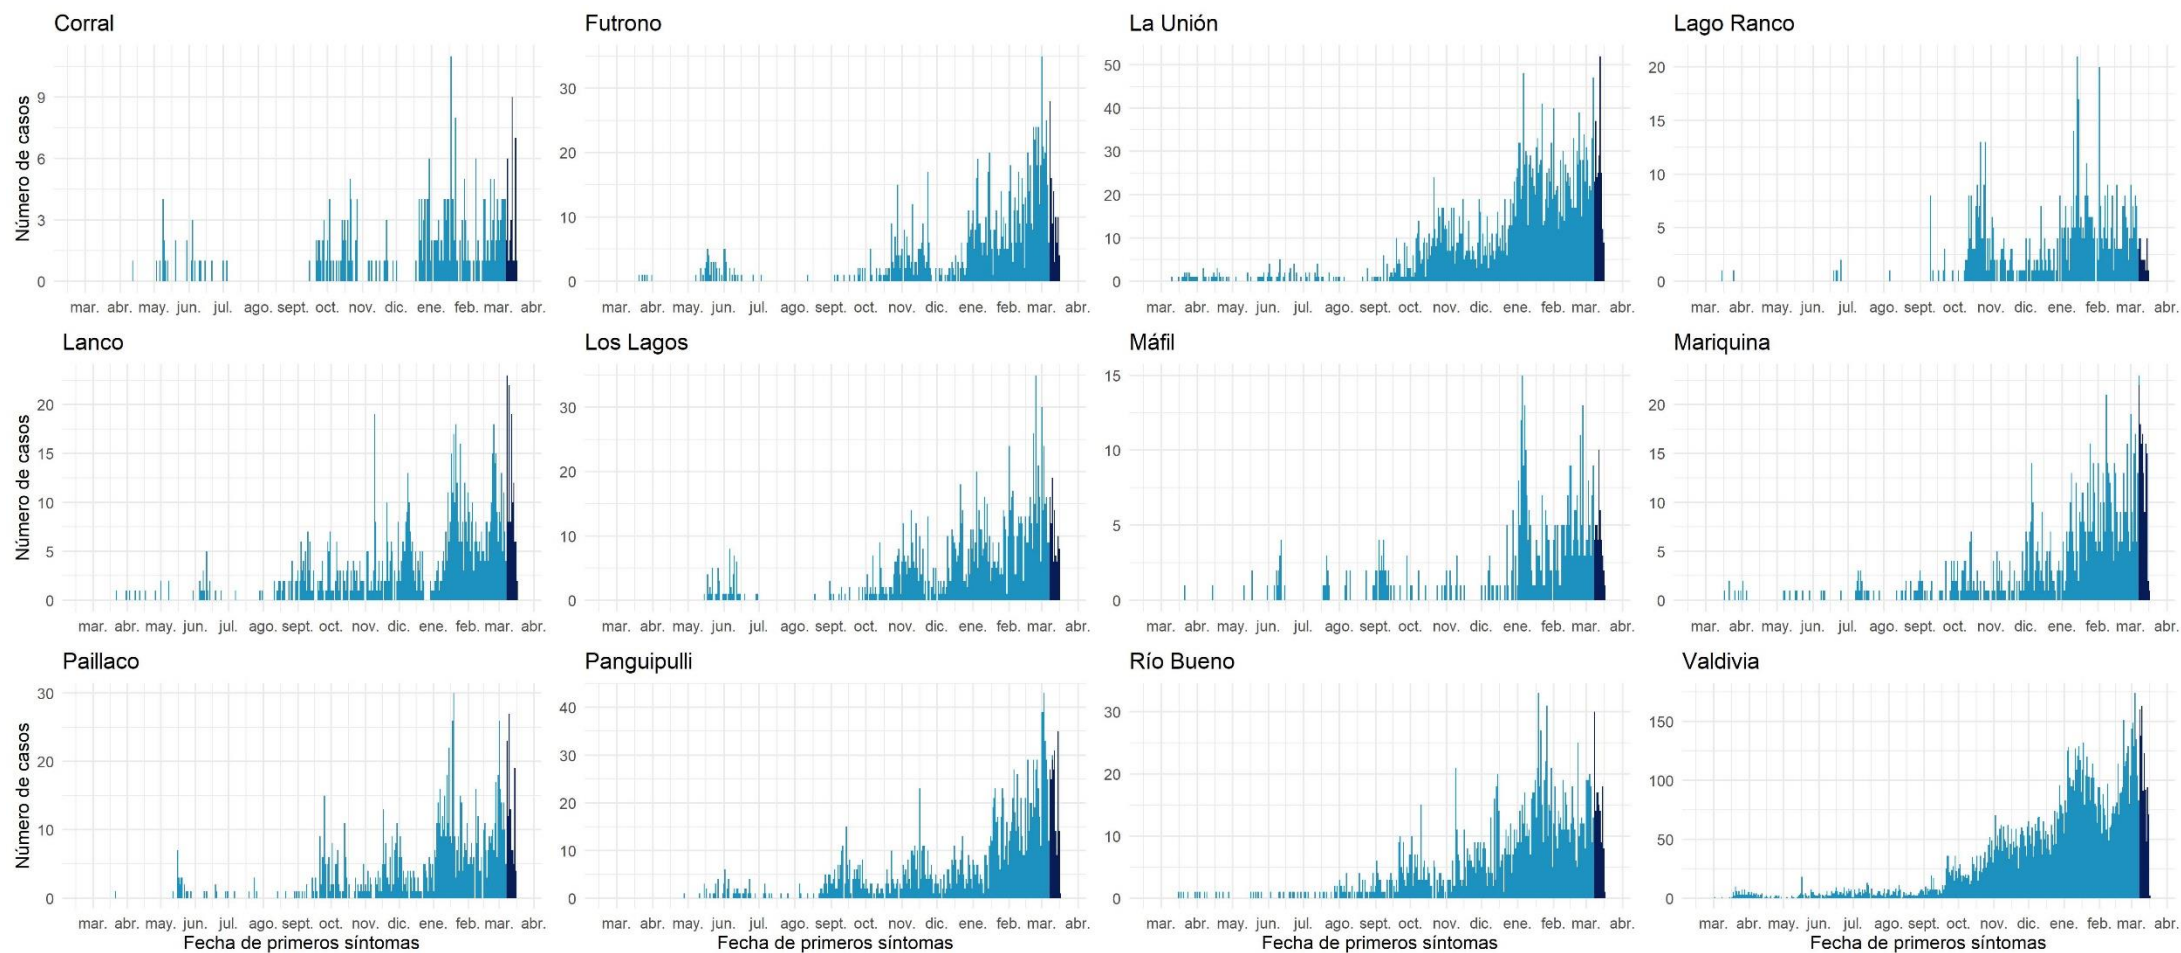 Corral
Futrono
La Unión
Lago Ranco
Número de casos
9
6
3
0
30
20
10
0
50
40
30
20
10
0
20
15
10
5
0
mar. abr. may. jun. jul. ago. sept. oct. nov. dic. ene. feb. mar. abr.
mar. abr. may. jun. jul. ago. sept. oct. nov. dic. ene. feb. mar. abr.
mar. abr. may. jun. jul. ago. sept. oct. nov. dic. ene. feb. mar. abr.
mar. abr. may. jun. jul. ago. sept. oct. nov. dic. ene. feb. mar. abr.
Lanco
Los Lagos
Máfil
Mariquina
Número de casos
20
15
10
5
0
30
20
10
0
15
10
5
0
20
15
10
5
0
mar. abr. may. jun. jul. ago. sept. oct. nov. dic. ene. feb. mar. abr.
mar. abr. may. jun. jul. ago. sept. oct. nov. dic. ene. feb. mar. abr.
mar. abr. may. jun. jul. ago. sept. oct. nov. dic. ene. feb. mar. abr.
mar. abr. may. jun. jul. ago. sept. oct. nov. dic. ene. feb. mar. abr.
Paillaco
Panguipulli
Río Bueno
Valdivia
Número de casos
30
20
10
0
40
30
20
10
0
30
20
10
0
150
100
50
0
mar. abr. may. jun. jul. ago. sept. oct. nov. dic. ene. feb. mar. abr.
mar. abr. may. jun. jul. ago. sept. oct. nov. dic. ene. feb. mar. abr.
mar. abr. may. jun. jul. ago. sept. oct. nov. dic. ene. feb. mar. abr.
mar. abr. may. jun. jul. ago. sept. oct. nov. dic. ene. feb. mar. abr.
Fecha de primeros síntomas
Fecha de primeros síntomas
Fecha de primeros síntomas
Fecha de primeros síntomas